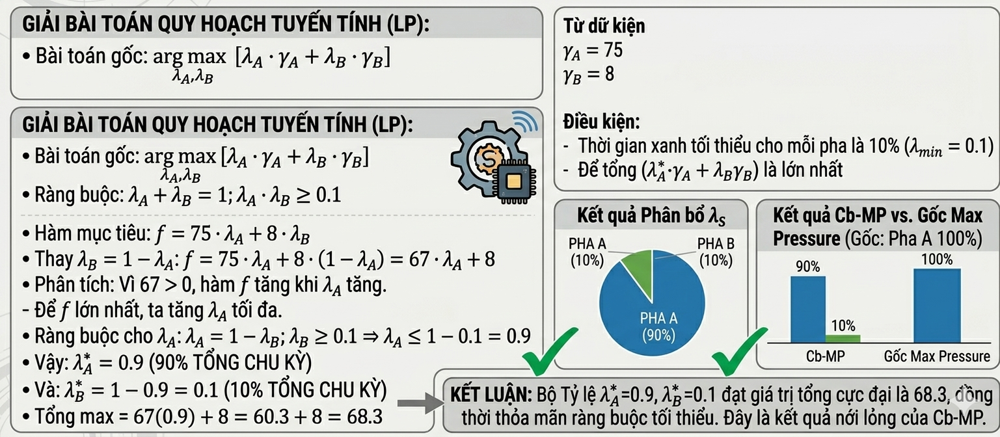 GIẢI BÀI TOÁN QUY HOẠCH TUYẾN TÍNH (LP):
• Bài toán gốc: arg max [λ_A · γ_A + λ_B · γ_B]
λ_A,λ_B
GIẢI BÀI TOÁN QUY HOẠCH TUYẾN TÍNH (LP):
• Bài toán gốc: arg max [λ_A · γ_A + λ_B · γ_B]
λ_A,λ_B
• Ràng buộc: λ_A + λ_B = 1; λ_A · λ_B ≥ 0.1
• Hàm mục tiêu: f = 75 · λ_A + 8 · λ_B
• Thay λ_B = 1 − λ_A: f = 75 · λ_A + 8 · (1 − λ_A) = 67 · λ_A + 8
• Phân tích: Vì 67 > 0, hàm f tăng khi λ_A tăng.
- Để f lớn nhất, ta tăng λ_A tối đa.
• Ràng buộc cho λ_A: λ_A = 1 − λ_B; λ_B ≥ 0.1 ⇒ λ_A ≤ 1 − 0.1 = 0.9
• Vậy: λ*_A = 0.9 (90% TỔNG CHU KỲ)
• Và: λ*_B = 1 − 0.9 = 0.1 (10% TỔNG CHU KỲ)
• Tổng max = 67(0.9) + 8 = 60.3 + 8 = 68.3
Từ dữ kiện
γ_A = 75
γ_B = 8
Điều kiện:
- Thời gian xanh tối thiểu cho mỗi pha là 10% (λ_min = 0.1)
- Để tổng (λ*_A·γ_A + λ_Bγ_B) là lớn nhất
Kết quả Phân bổ λ_S
PHA A
(10%)
PHA B
(10%)
PHA A
(90%)
Kết quả Cb-MP vs. Gốc Max
Pressure (Gốc: Pha A 100%)
90%
10%
100%
Cb-MP
Gốc Max Pressure
KẾT LUẬN: Bộ Tỷ lệ λ*_A=0.9, λ*_B=0.1 đạt giá trị tổng cực đại là 68.3, đồng
thời thỏa mãn ràng buộc tối thiểu. Đây là kết quả nới lỏng của Cb-MP.
S